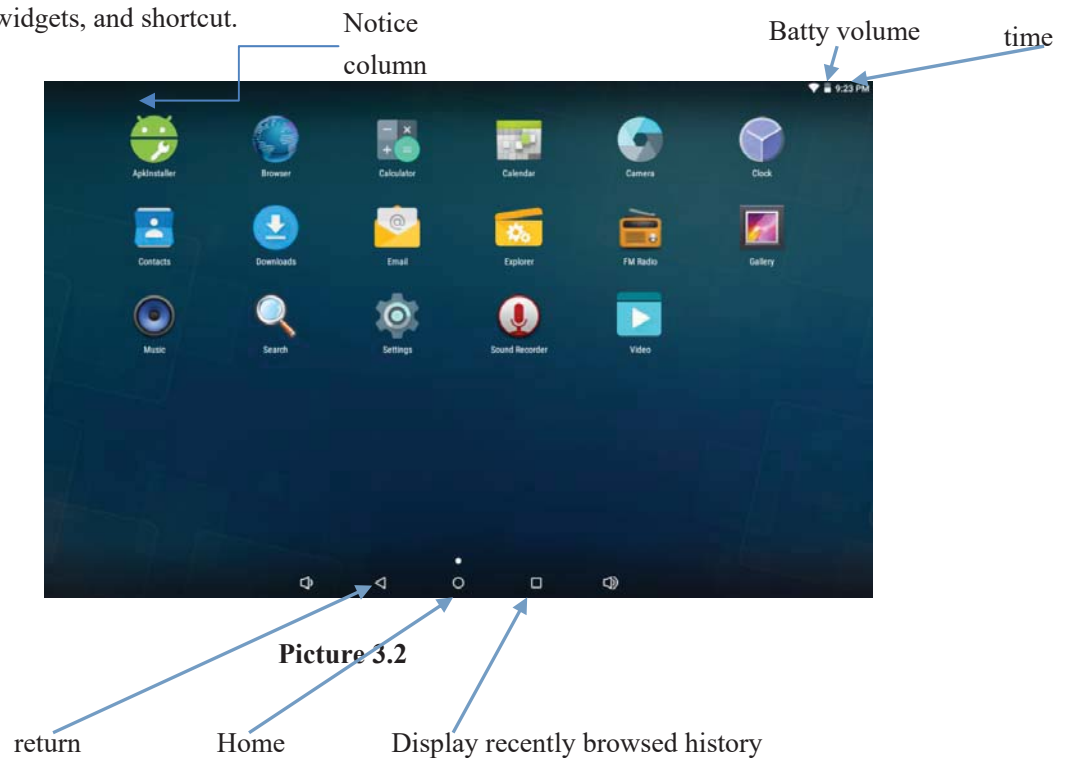 widgets, and shortcut.
Notice
column
Batty volume
time
9:23 PM
ApkInstaller
Browser
Calculator
Calendar
Camera
Clock
Contacts
Downloads
Email
Explorer
FM Radio
Gallery
Music
Search
Settings
Sound Recorder
Video
Picture 3.2
return
Home
Display recently browsed history